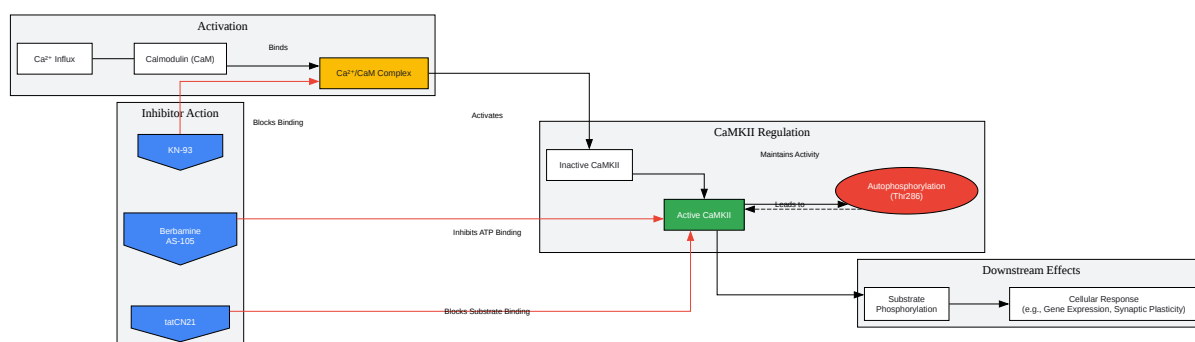 Activation
Ca²⁺ Influx
Calmodulin (CaM)
Binds
Ca²⁺/CaM Complex
Inhibitor Action
KN-93
Blocks Binding
Activates
CaMKII Regulation
Inactive CaMKII
Maintains Activity
Autophosphorylation
(Thr286)
Leads to
Active CaMKII
Berbamine
AS-105
Inhibits ATP Binding
tatCN21
Blocks Substrate Binding
Downstream Effects
Substrate
Phosphorylation
Cellular Response
(e.g., Gene Expression, Synaptic Plasticity)